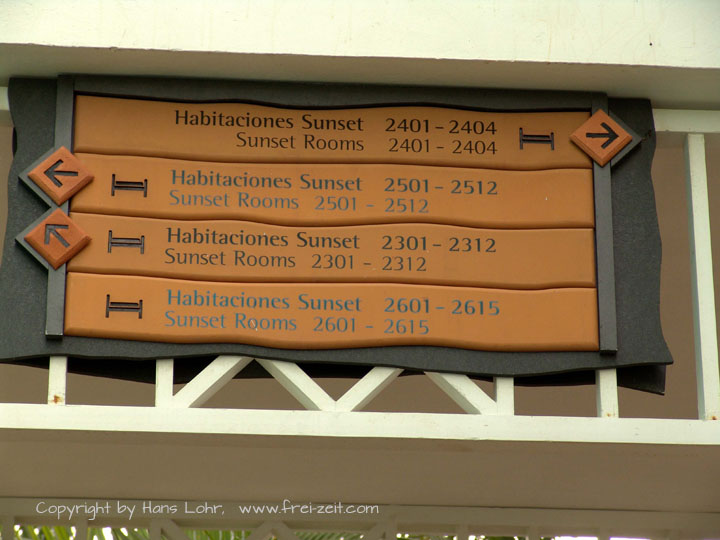 Habitaciones Sunset 2401 - 2404
Sunset Rooms 2401 - 2404
Habitaciones Sunset 2501 - 2512
Sunset Rooms 2501 - 2512
Habitaciones Sunset 2301 - 2312
Sunset Rooms 2301 - 2312
Habitaciones Sunset 2601 - 2615
Sunset Rooms 2601 - 2615
Copyright by Hans Lohr, www.frei-zeit.com